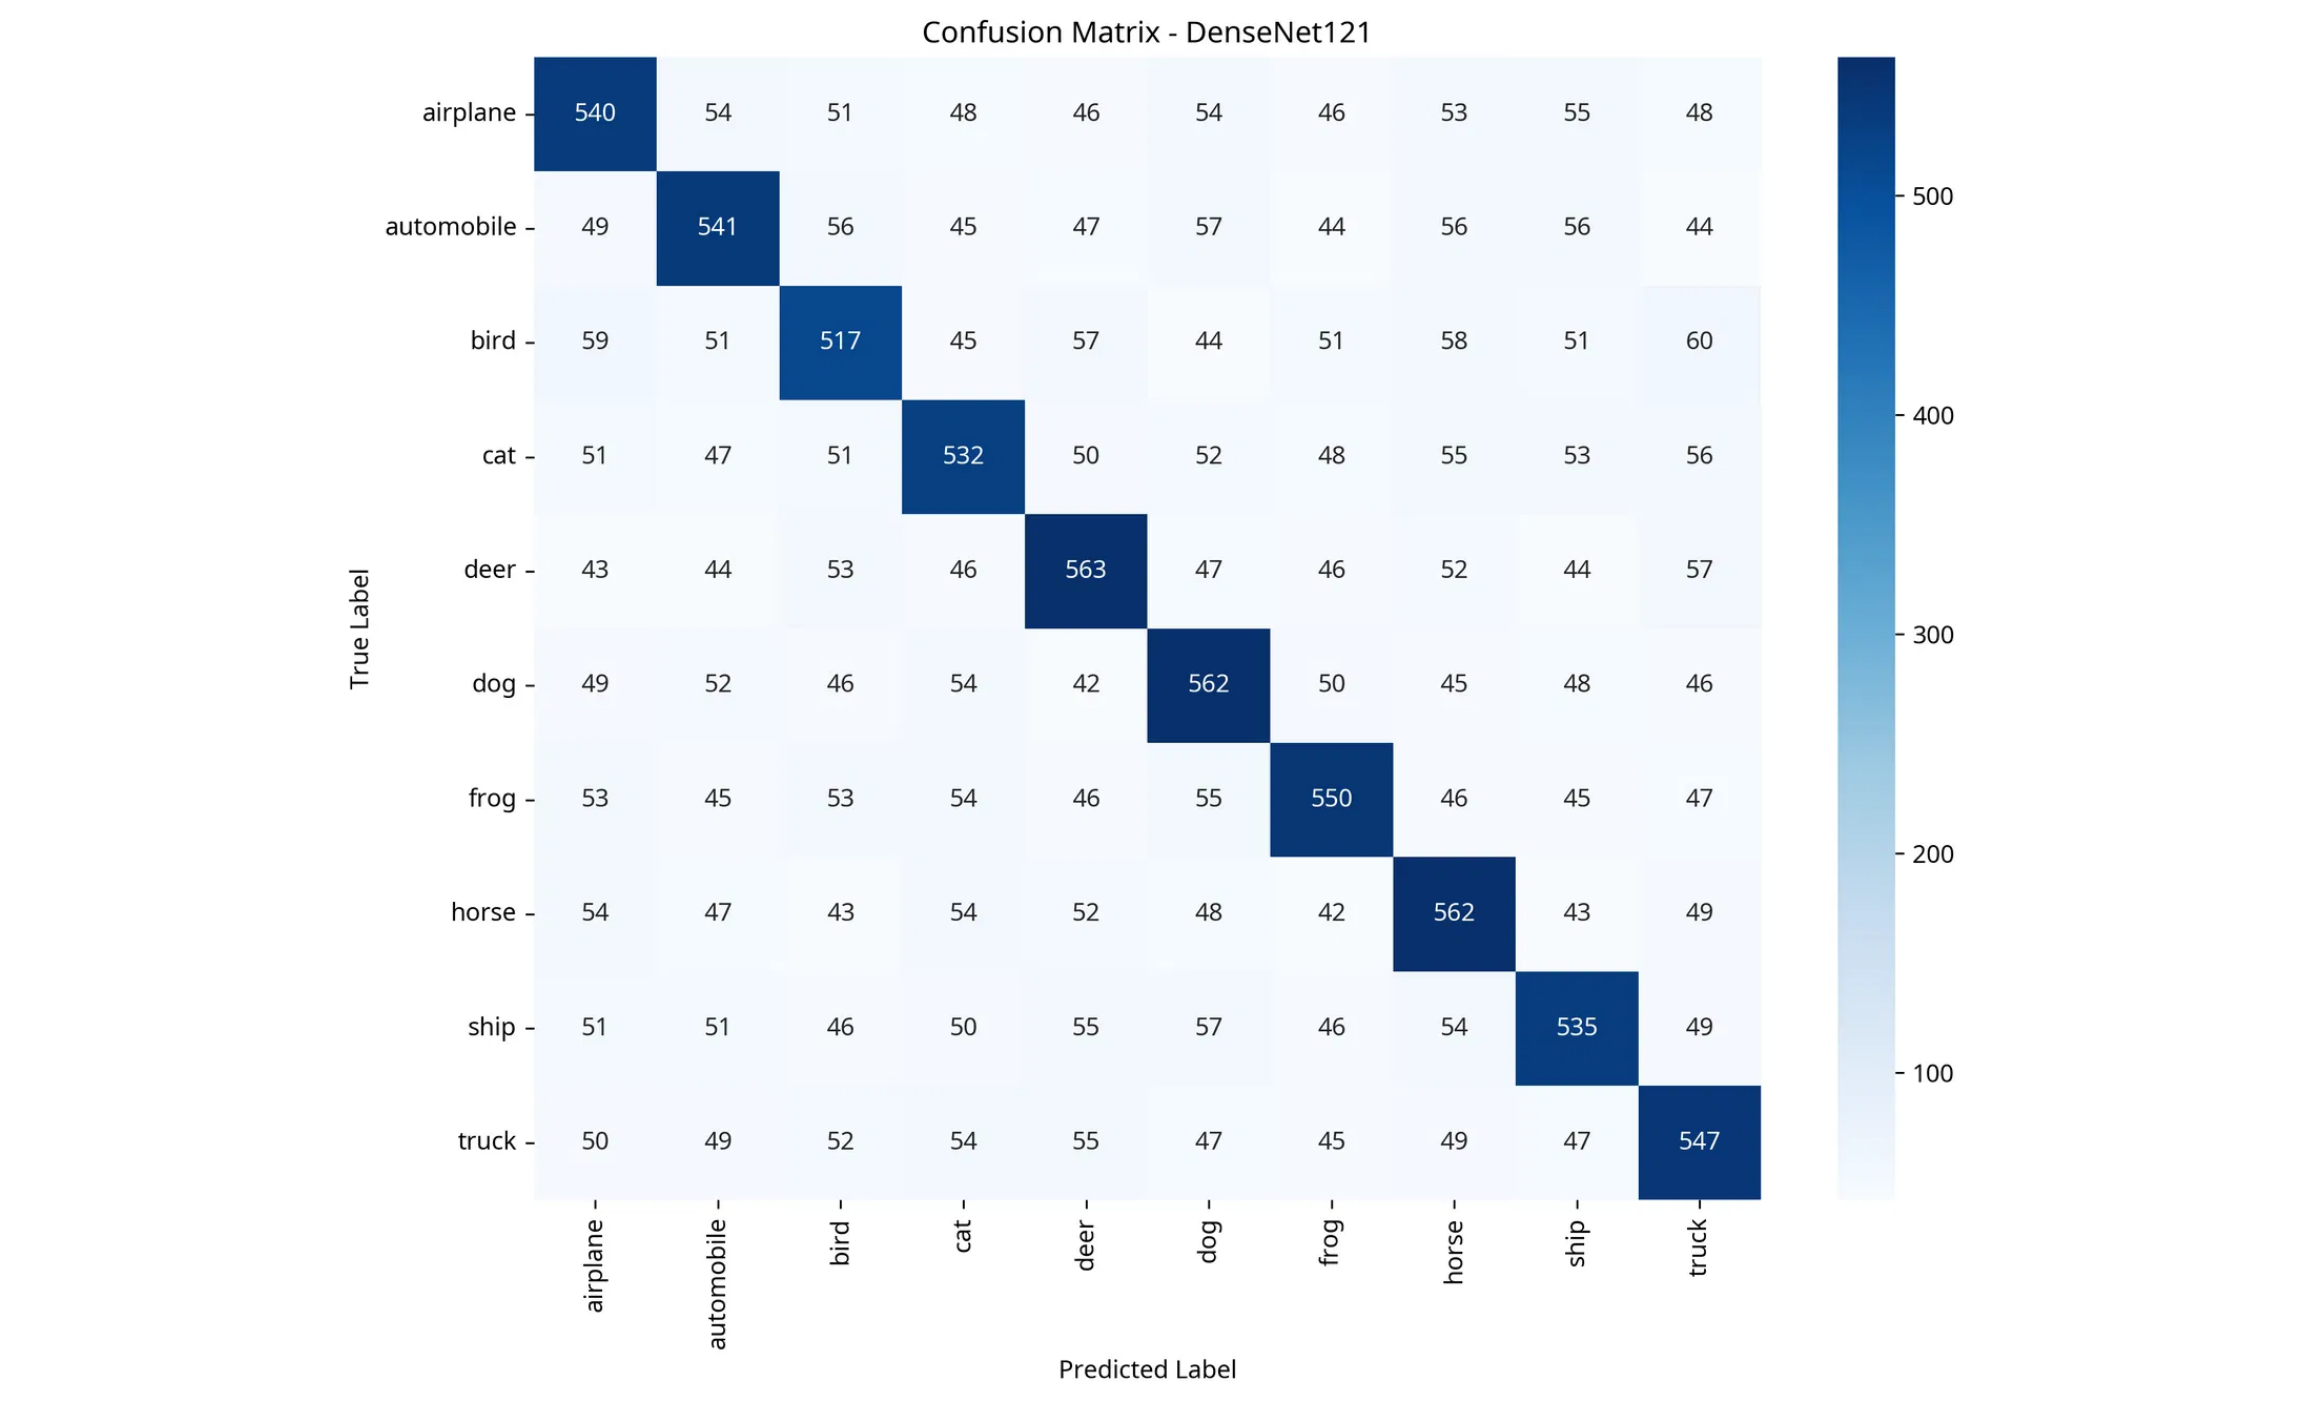 Confusion Matrix - DenseNet121
airplane 540 54 51 48 46 54 46 53 55 48
automobile 49 541 56 45 47 57 44 56 56 44
bird 59 51 517 45 57 44 51 58 51 60
cat 51 47 51 532 50 52 48 55 53 56
deer 43 44 53 46 563 47 46 52 44 57
dog 49 52 46 54 42 562 50 45 48 46
frog 53 45 53 54 46 55 550 46 45 47
horse 54 47 43 54 52 48 42 562 43 49
ship 51 51 46 50 55 57 46 54 535 49
truck 50 49 52 54 55 47 45 49 47 547
True Label
airplane automobile bird cat deer dog frog horse ship truck
Predicted Label
500
400
300
200
100